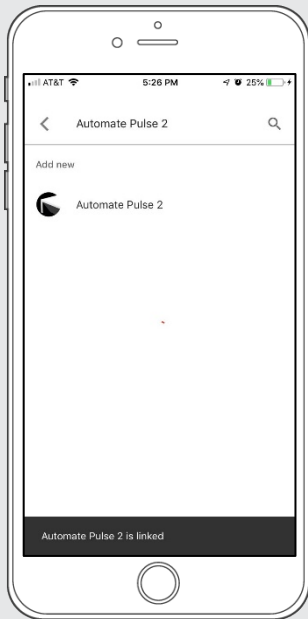 AT&T 5:26 PM 25%
Automate Pulse 2
Add new
Automate Pulse 2
Automate Pulse 2 is linked